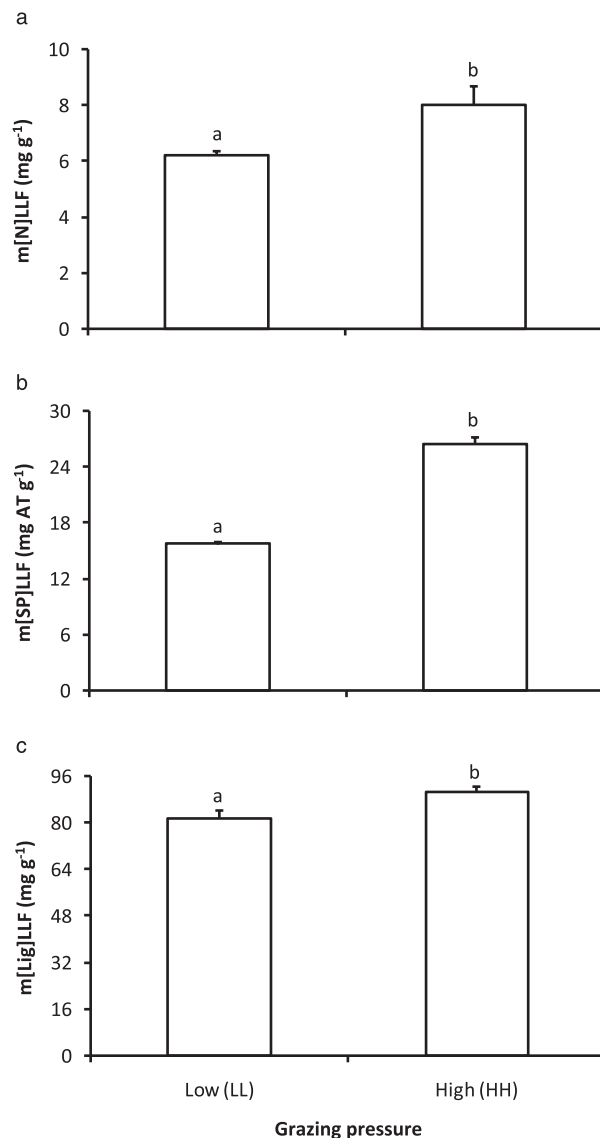 a
10
8
6
4
2
0
m[N]LLF (mg g⁻¹)
a
b
b
30
24
18
12
6
0
m[SP]LLF (mg AT g⁻¹)
a
b
c
96
80
64
48
32
16
0
m[Lig]LLF (mg g⁻¹)
a
b
Low (LL)
High (HH)
Grazing pressure